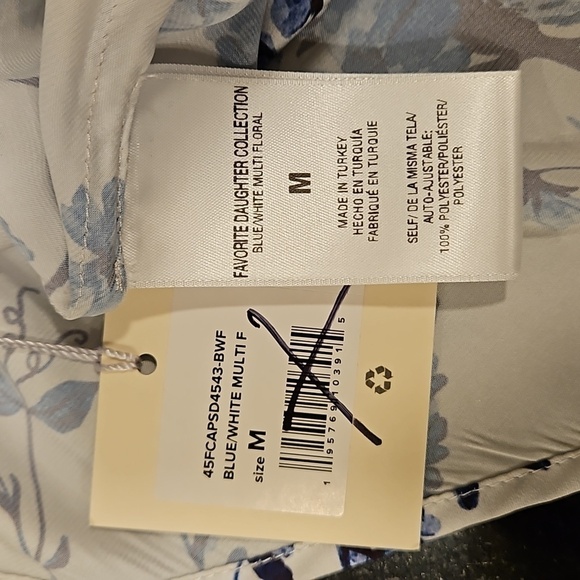 FAVORITE DAUGHTER COLLECTION
BLUE/WHITE MULTI FLORAL
M
MADE IN TURKEY
HECHO EN TURQUÍA
FABRIQUÉ EN TURQUIE
SELF/ DE LA MISMA TELA/
AUTO-AJUSTABLE:
100% POLYESTER/POLIÉSTER/
POLYESTER
45FCAPSD4543-BWF
BLUE/WHITE MULTI F
size M